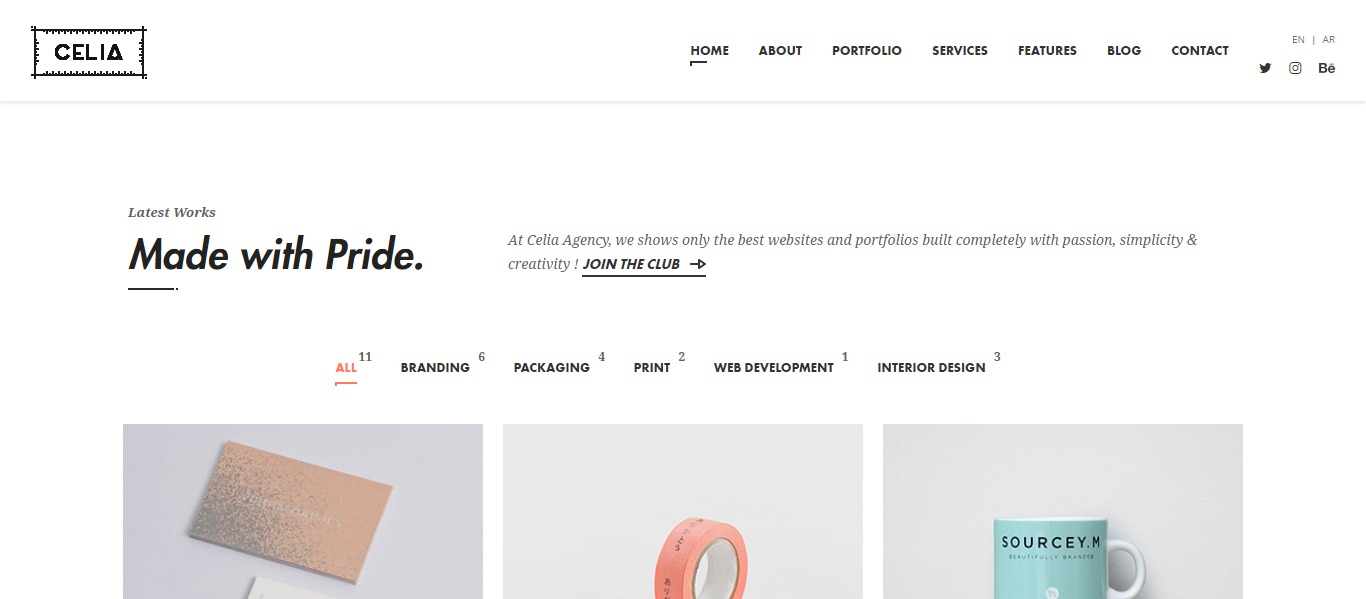 CELIA
HOME ABOUT PORTFOLIO SERVICES FEATURES BLOG CONTACT
EN | AR
Bē
Latest Works
Made with Pride.
At Celia Agency, we shows only the best websites and portfolios built completely with passion, simplicity &
creativity ! JOIN THE CLUB
ALL 11 BRANDING 6 PACKAGING 4 PRINT 2 WEB DEVELOPMENT 1 INTERIOR DESIGN 3
SOURCEY.M
BEAUTIFULLY BRANDED